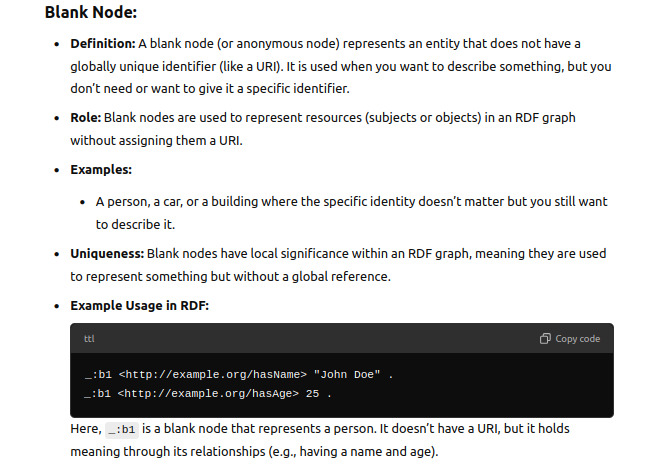 Blank Node:
• Definition: A blank node (or anonymous node) represents an entity that does not have a
globally unique identifier (like a URI). It is used when you want to describe something, but you
don’t need or want to give it a specific identifier.
• Role: Blank nodes are used to represent resources (subjects or objects) in an RDF graph
without assigning them a URI.
• Examples:
• A person, a car, or a building where the specific identity doesn’t matter but you still want
to describe it.
• Uniqueness: Blank nodes have local significance within an RDF graph, meaning they are used
to represent something but without a global reference.
• Example Usage in RDF:
ttl Copy code
_:b1 <http://example.org/hasName> "John Doe" .
_:b1 <http://example.org/hasAge> 25 .
Here, _:b1 is a blank node that represents a person. It doesn’t have a URI, but it holds
meaning through its relationships (e.g., having a name and age).